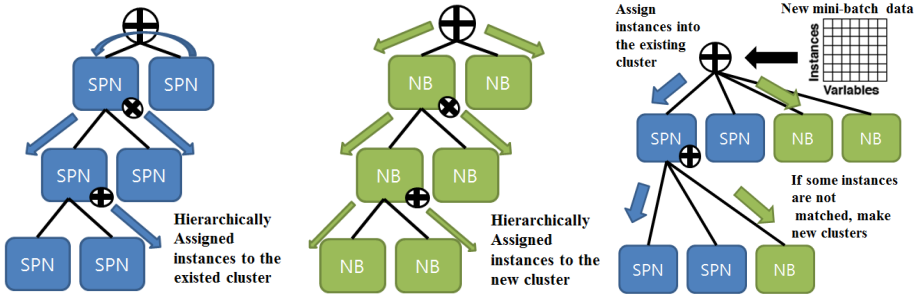 SPN
SPN
SPN
SPN
SPN
SPN
Hierarchically
Assigned
instances to the
existed cluster
NB
NB
NB
NB
NB
NB
Hierarchically
Assigned
instances to the
new cluster
Assign
instances into
the existing
cluster
New mini-batch data
Instances
Variables
SPN
SPN
NB
NB
If some instances
are not
matched, make
new clusters
SPN
SPN
NB